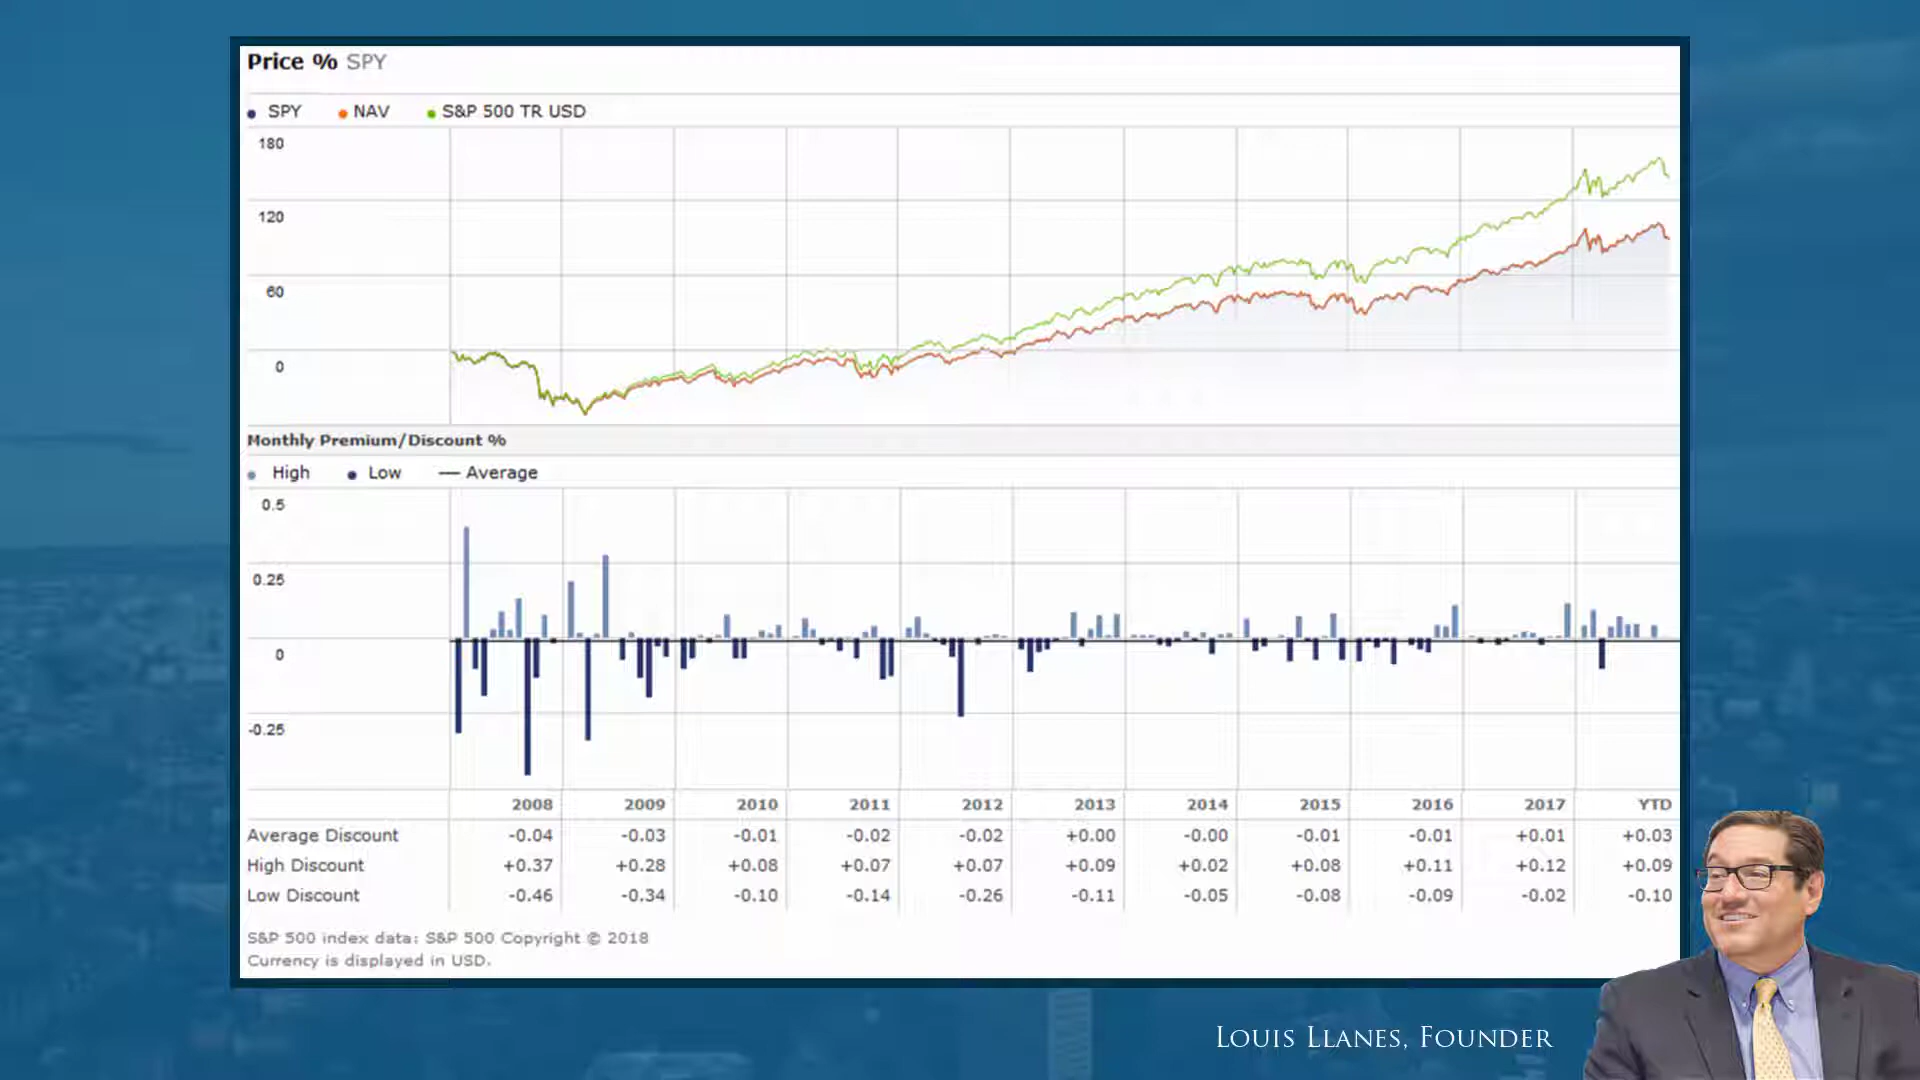 Price % SPY
SPY NAV S&P 500 TR USD
180
120
60
0
Monthly Premium/Discount %
High Low Average
0.5
0.25
0
-0.25
2008 2009 2010 2011 2012 2013 2014 2015 2016 2017 YTD
Average Discount -0.04 -0.03 -0.01 -0.02 -0.02 +0.00 -0.00 -0.01 -0.01 +0.01 +0.03
High Discount +0.37 +0.28 +0.08 +0.07 +0.07 +0.09 +0.02 +0.08 +0.11 +0.12 +0.09
Low Discount -0.46 -0.34 -0.10 -0.14 -0.26 -0.11 -0.05 -0.08 -0.09 -0.02 -0.10
S&P 500 index data: S&P 500 Copyright © 2018
Currency is displayed in USD.
Louis Llanes, Founder